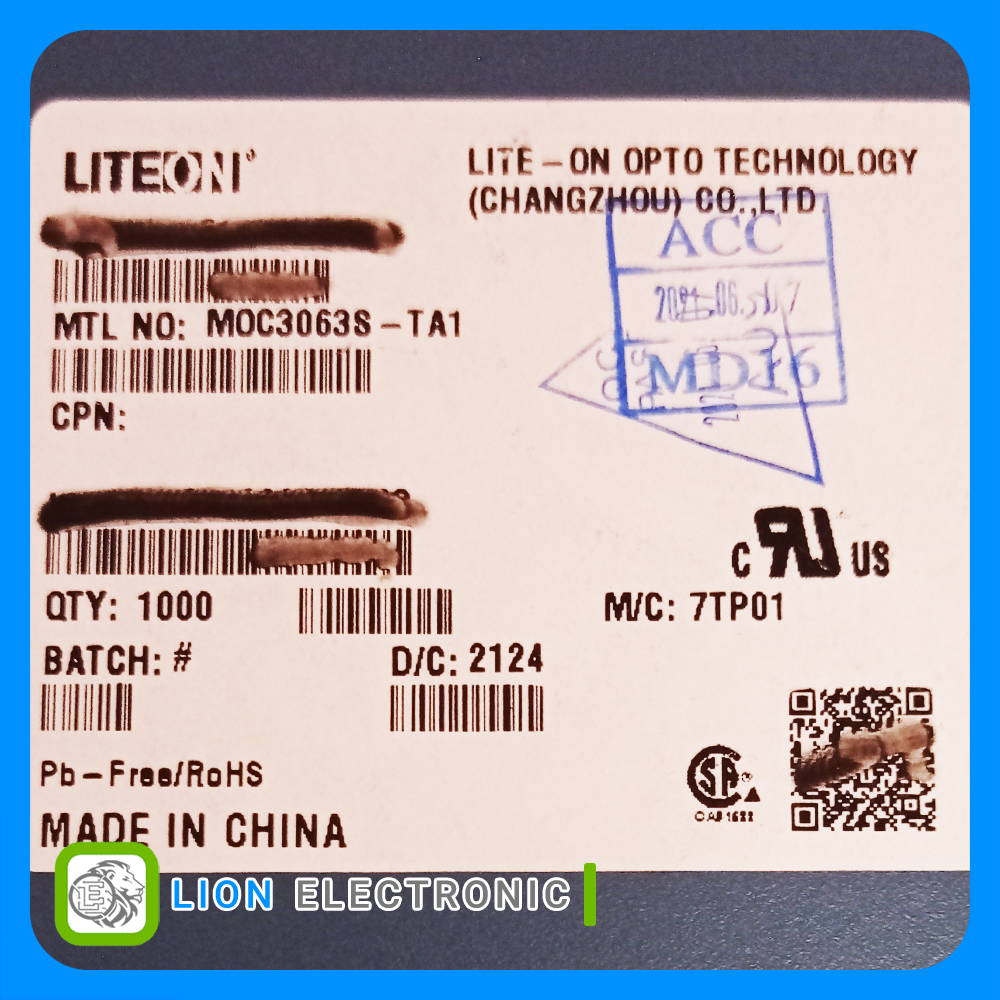 LITEON®
LITE-ON OPTO TECHNOLOGY
(CHANGZHOU) CO.,LTD
ACC
MTL NO: MOC3063S-TA1
CPN:
QTY: 1000
M/C: 7TP01
C US
BATCH: #
D/C: 2124
Pb-Free/RoHS
MADE IN CHINA
LION ELECTRONIC